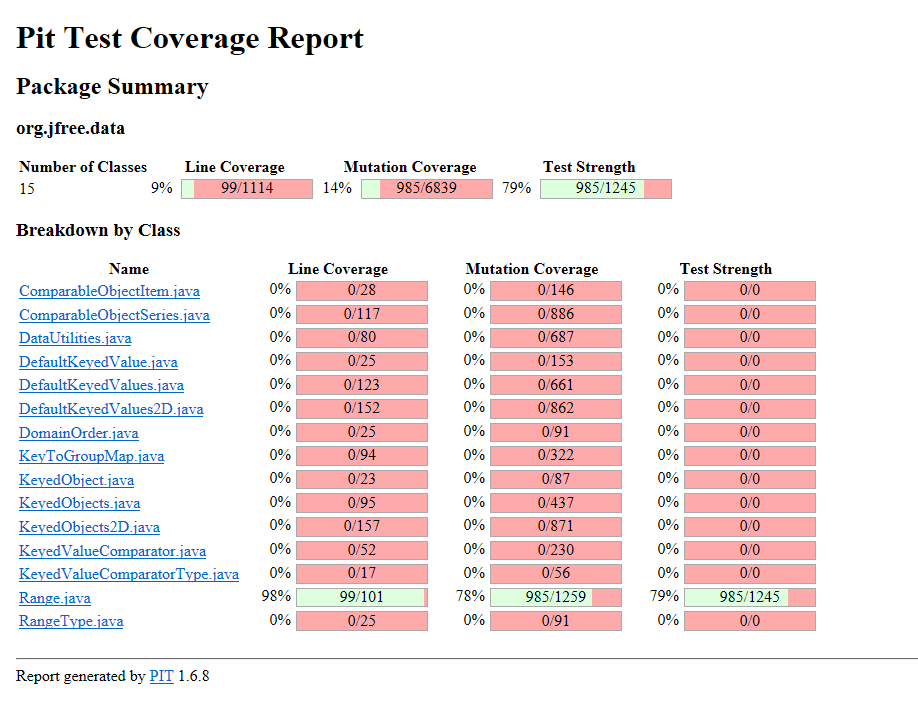 Pit Test Coverage Report
Package Summary
org.jfree.data
Number of Classes Line Coverage Mutation Coverage Test Strength
15 9% 99/1114 14% 985/6839 79% 985/1245
Breakdown by Class
Name Line Coverage Mutation Coverage Test Strength
ComparableObjectItem.java 0% 0/28 0% 0/146 0% 0/0
ComparableObjectSeries.java 0% 0/117 0% 0/886 0% 0/0
DataUtilities.java 0% 0/80 0% 0/687 0% 0/0
DefaultKeyedValue.java 0% 0/25 0% 0/153 0% 0/0
DefaultKeyedValues.java 0% 0/123 0% 0/661 0% 0/0
DefaultKeyedValues2D.java 0% 0/152 0% 0/862 0% 0/0
DomainOrder.java 0% 0/25 0% 0/91 0% 0/0
KeyToGroupMap.java 0% 0/94 0% 0/322 0% 0/0
KeyedObject.java 0% 0/23 0% 0/87 0% 0/0
KeyedObjects.java 0% 0/95 0% 0/437 0% 0/0
KeyedObjects2D.java 0% 0/157 0% 0/871 0% 0/0
KeyedValueComparator.java 0% 0/52 0% 0/230 0% 0/0
KeyedValueComparatorType.java 0% 0/17 0% 0/56 0% 0/0
Range.java 98% 99/101 78% 985/1259 79% 985/1245
RangeType.java 0% 0/25 0% 0/91 0% 0/0
Report generated by PIT 1.6.8